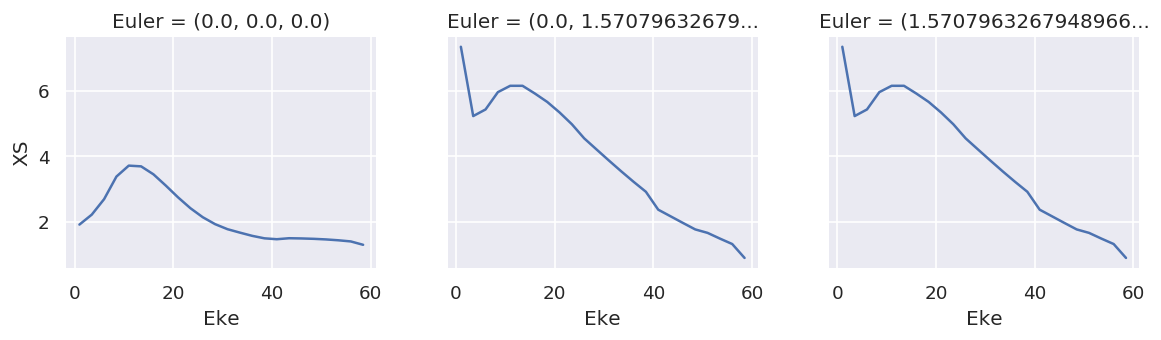 Euler = (0.0, 0.0, 0.0)
Euler = (0.0, 1.57079632679...
Euler = (1.5707963267948966...
XS
6
4
2
0 20 40 60
0 20 40 60
0 20 40 60
Eke
Eke
Eke